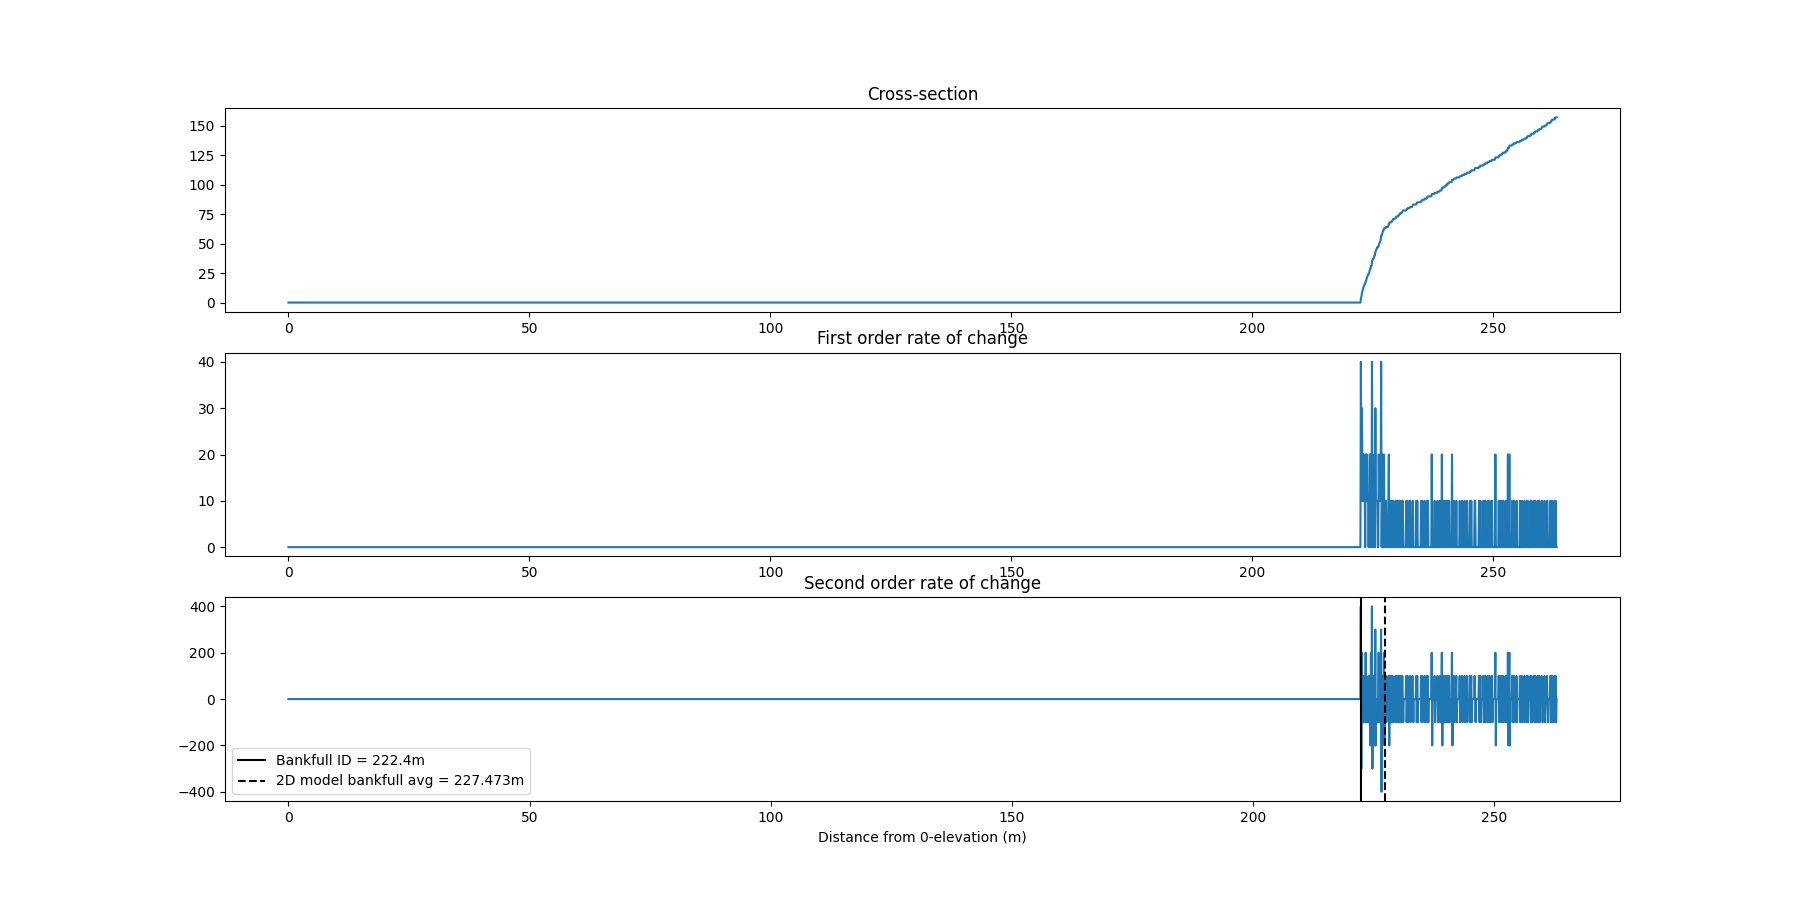 Cross-section
150
125
100
75
50
25
0
0 50 100 150 200 250
First order rate of change
40
30
20
10
0
0 50 100 150 200 250
Second order rate of change
400
200
0
−200
−400
Bankfull ID = 222.4m
2D model bankfull avg = 227.473m
0 50 100 150 200 250
Distance from 0-elevation (m)